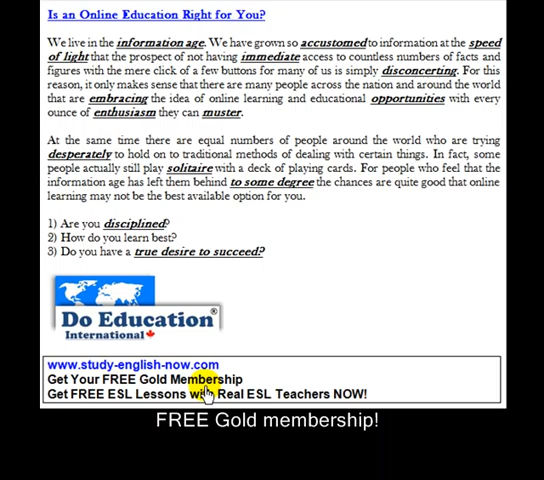 Is an Online Education Right for You?
We live in the information age. We have grown so accustomed to information at the speed
of light that the prospect of not having immediate access to countless numbers of facts and
figures with the mere click of a few buttons for many of us is simply disconcerting. For this
reason, it only makes sense that there are many people across the nation and around the world
that are embracing the idea of online learning and educational opportunities with every
ounce of enthusiasm they can muster.
At the same time there are equal numbers of people around the world who are trying
desperately to hold on to traditional methods of dealing with certain things. In fact, some
people actually still play solitaire with a deck of playing cards. For people who feel that the
information age has left them behind to some degree the chances are quite good that online
learning may not be the best available option for you.
1) Are you disciplined?
2) How do you learn best?
3) Do you have a true desire to succeed?
Do Education®
International
www.study-english-now.com
Get Your FREE Gold Membership
Get FREE ESL Lessons with Real ESL Teachers NOW!
FREE Gold membership!